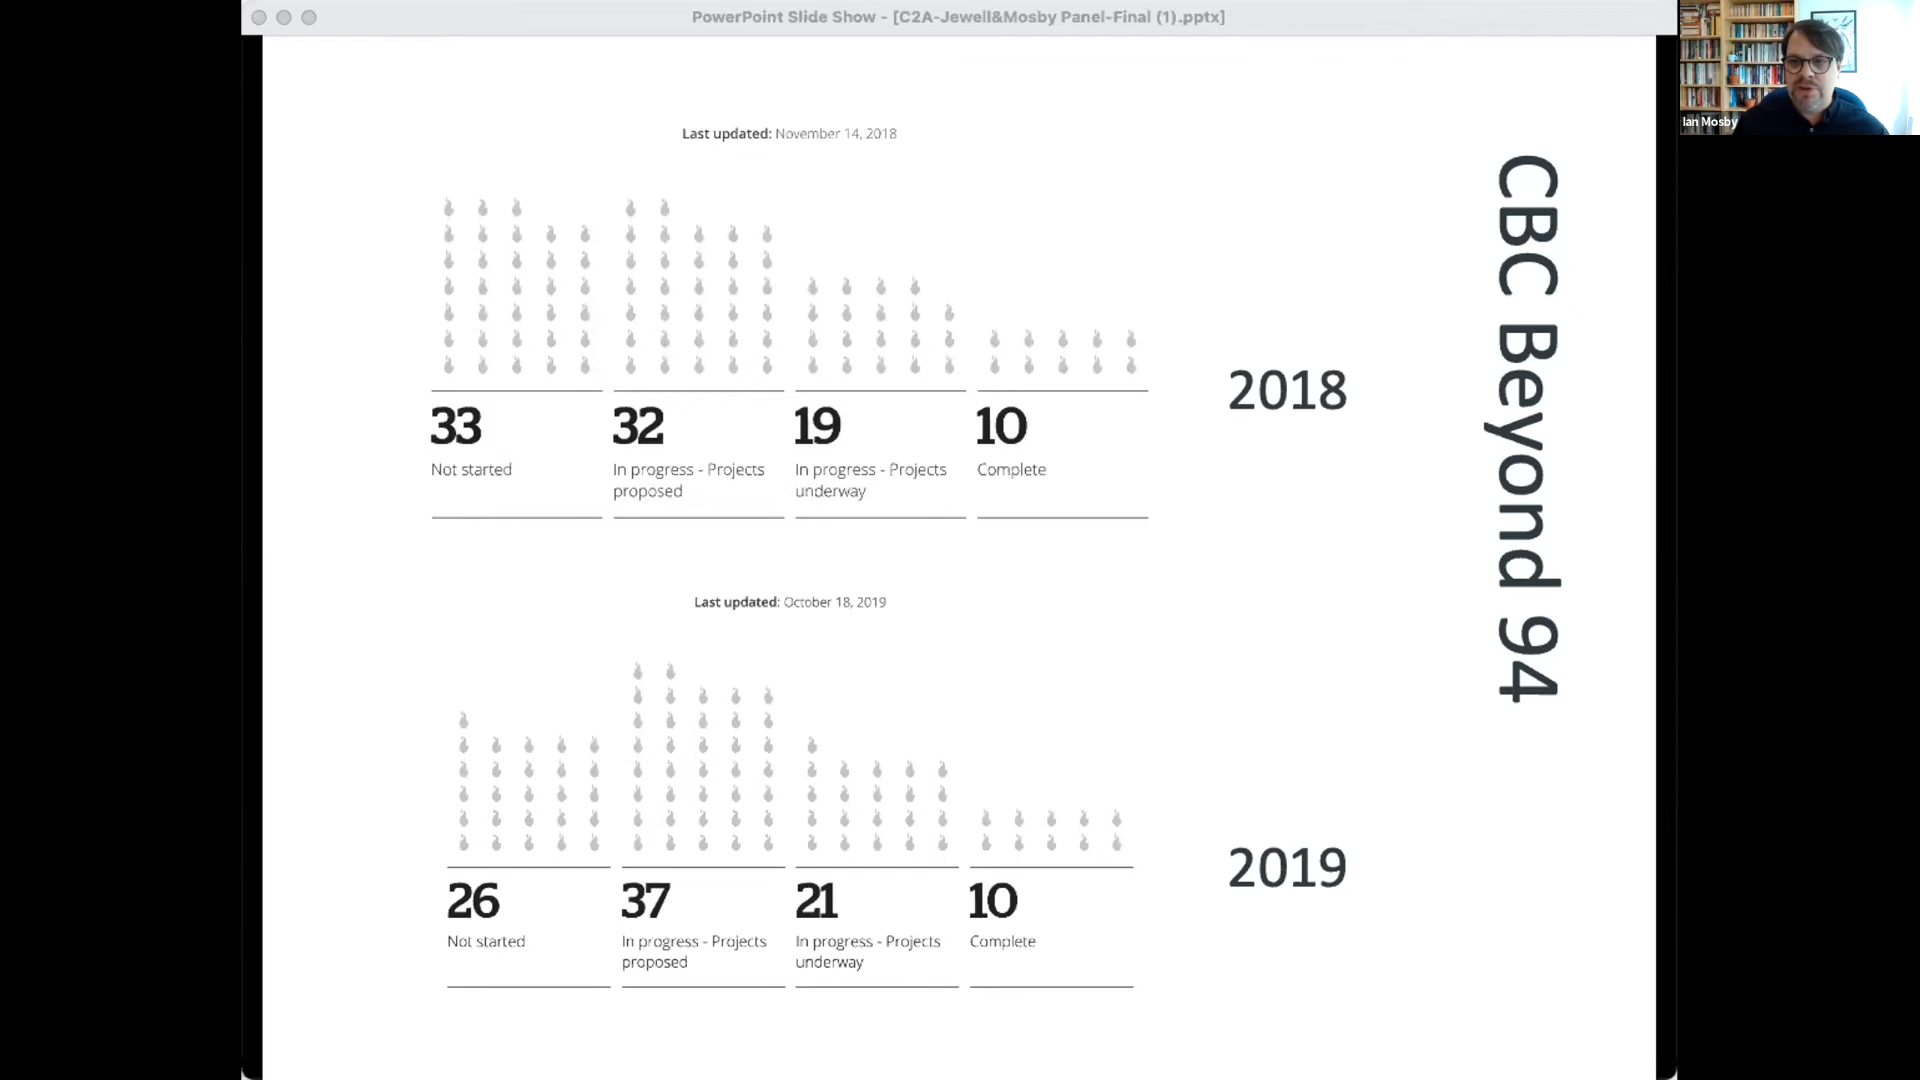 PowerPoint Slide Show - [C2A-Jewell&Mosby Panel-Final (1).pptx]
Ian Mosby
CBC Beyond 94
Last updated: November 14, 2018
33
Not started
32
In progress - Projects
proposed
19
In progress - Projects
underway
10
Complete
2018
Last updated: October 18, 2019
26
Not started
37
In progress - Projects
proposed
21
In progress - Projects
underway
10
Complete
2019